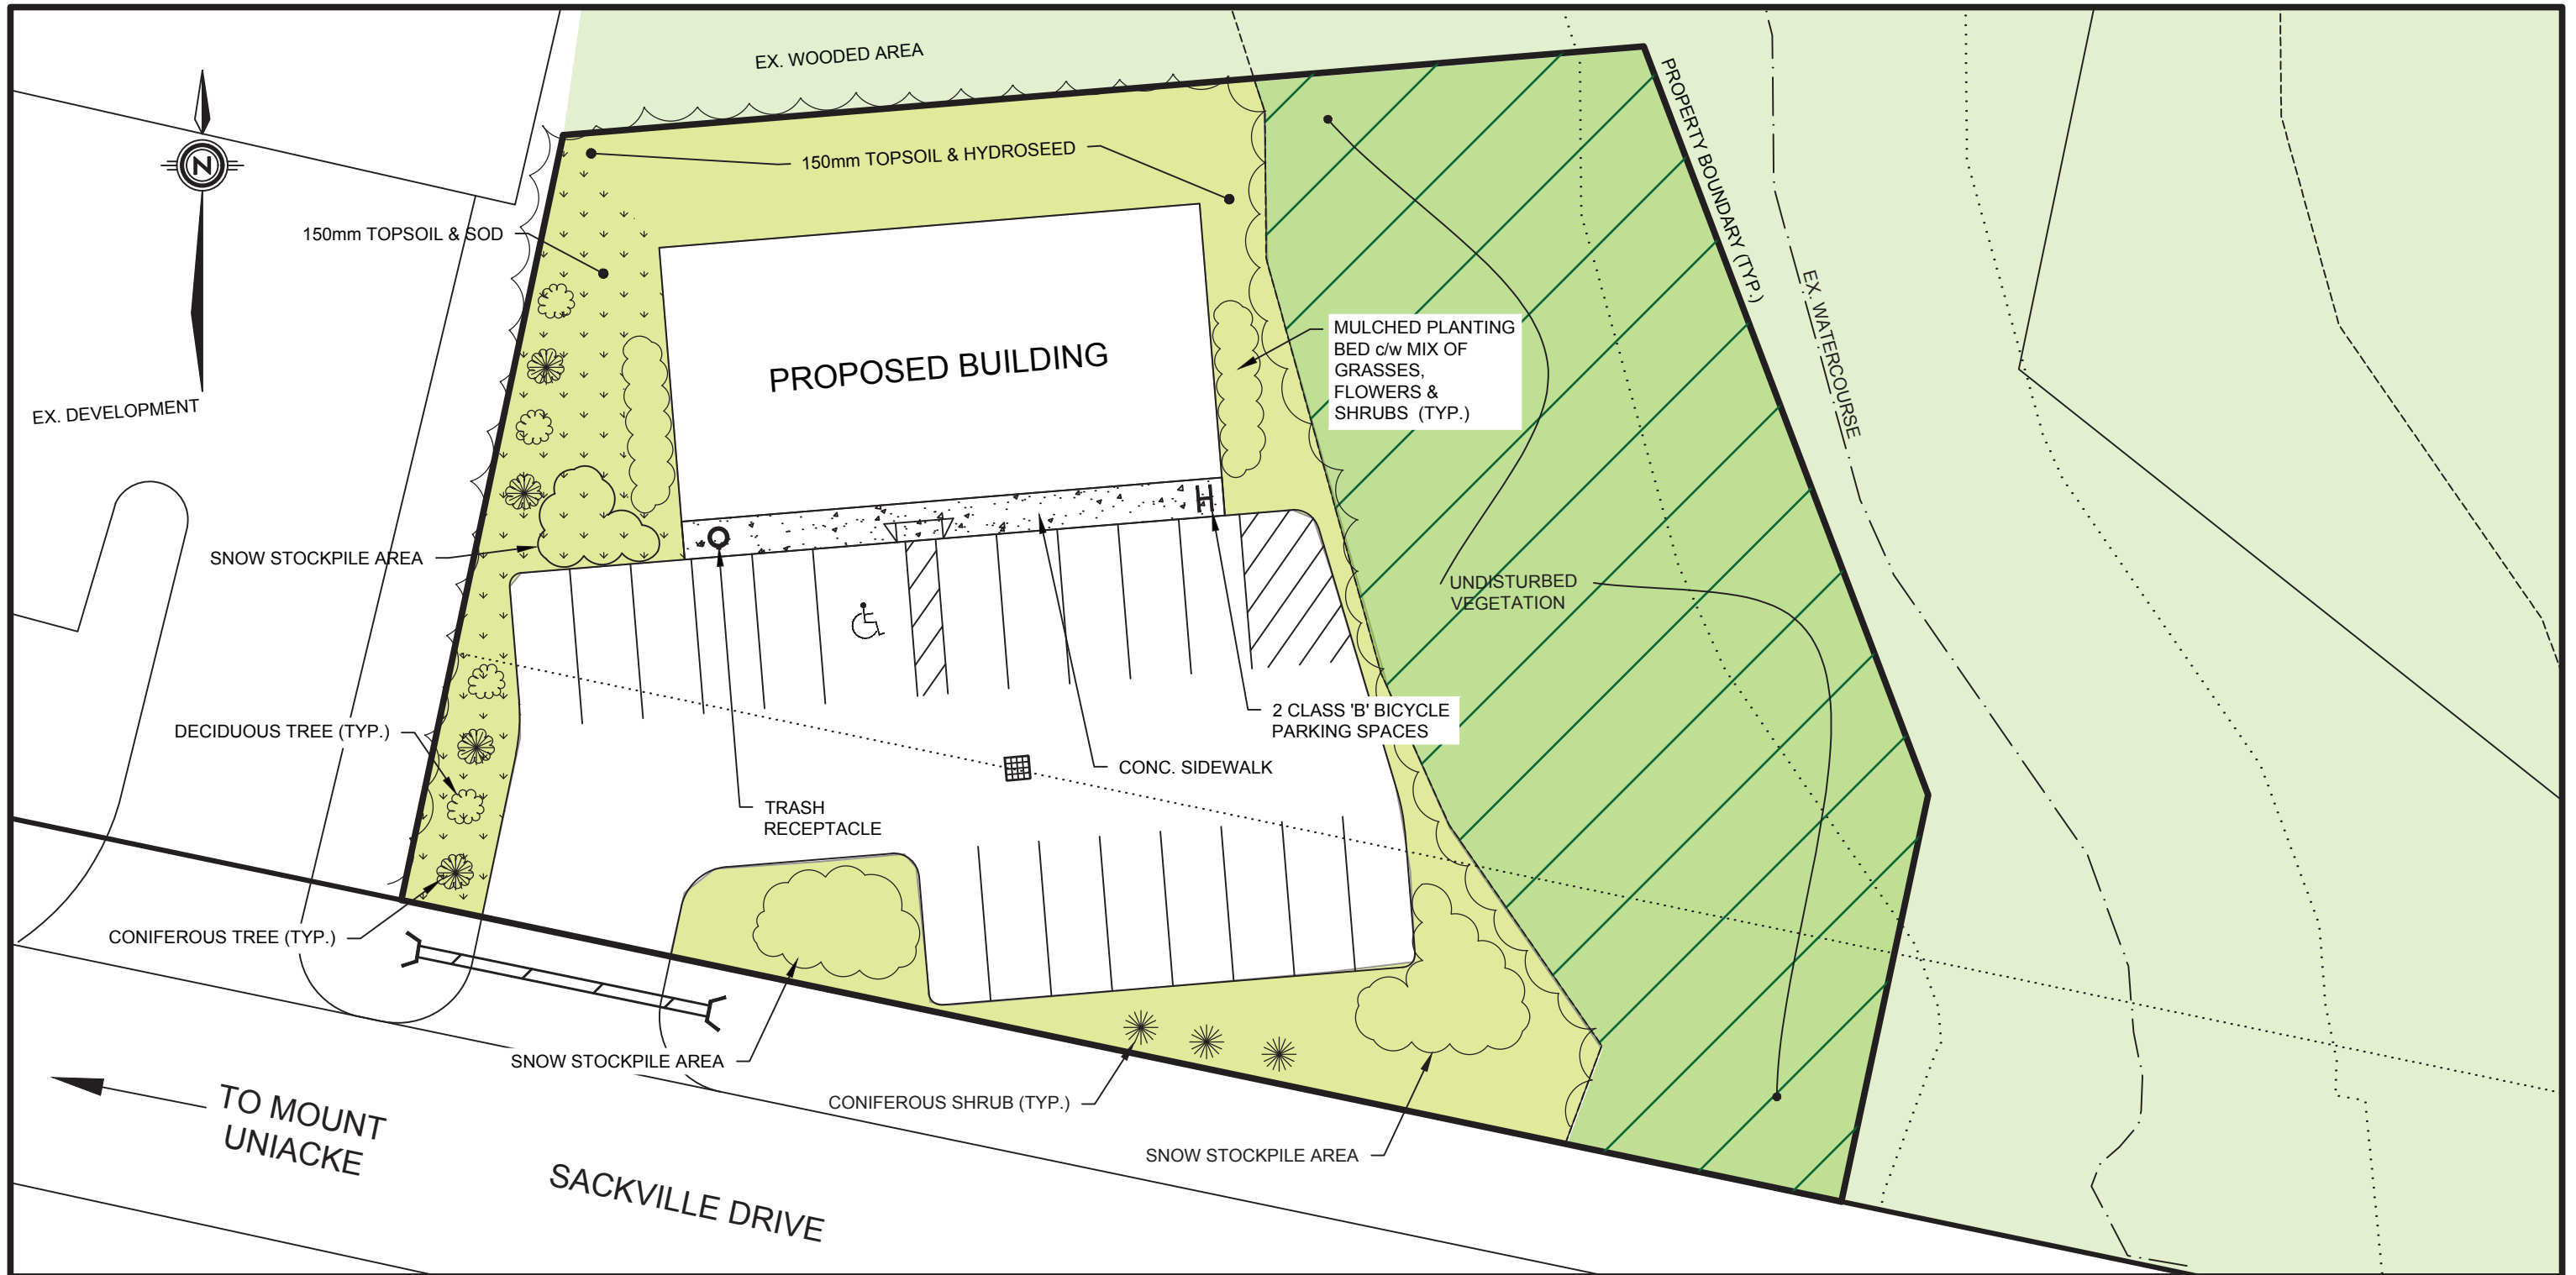 EX. WOODED AREA
PROPERTY BOUNDARY (TYP.)
N
150mm TOPSOIL & HYDROSEED
150mm TOPSOIL & SOD
EX. WATERCOURSE
MULCHED PLANTING
BED c/w MIX OF
GRASSES,
FLOWERS &
SHRUBS (TYP.)
PROPOSED BUILDING
EX. DEVELOPMENT
H
SNOW STOCKPILE AREA
UNDISTURBED
VEGETATION
2 CLASS 'B' BICYCLE
PARKING SPACES
DECIDUOUS TREE (TYP.)
CONC. SIDEWALK
TRASH
RECEPTACLE
CONIFEROUS TREE (TYP.)
SNOW STOCKPILE AREA
CONIFEROUS SHRUB (TYP.)
SNOW STOCKPILE AREA
TO MOUNT
UNIACKE
SACKVILLE DRIVE